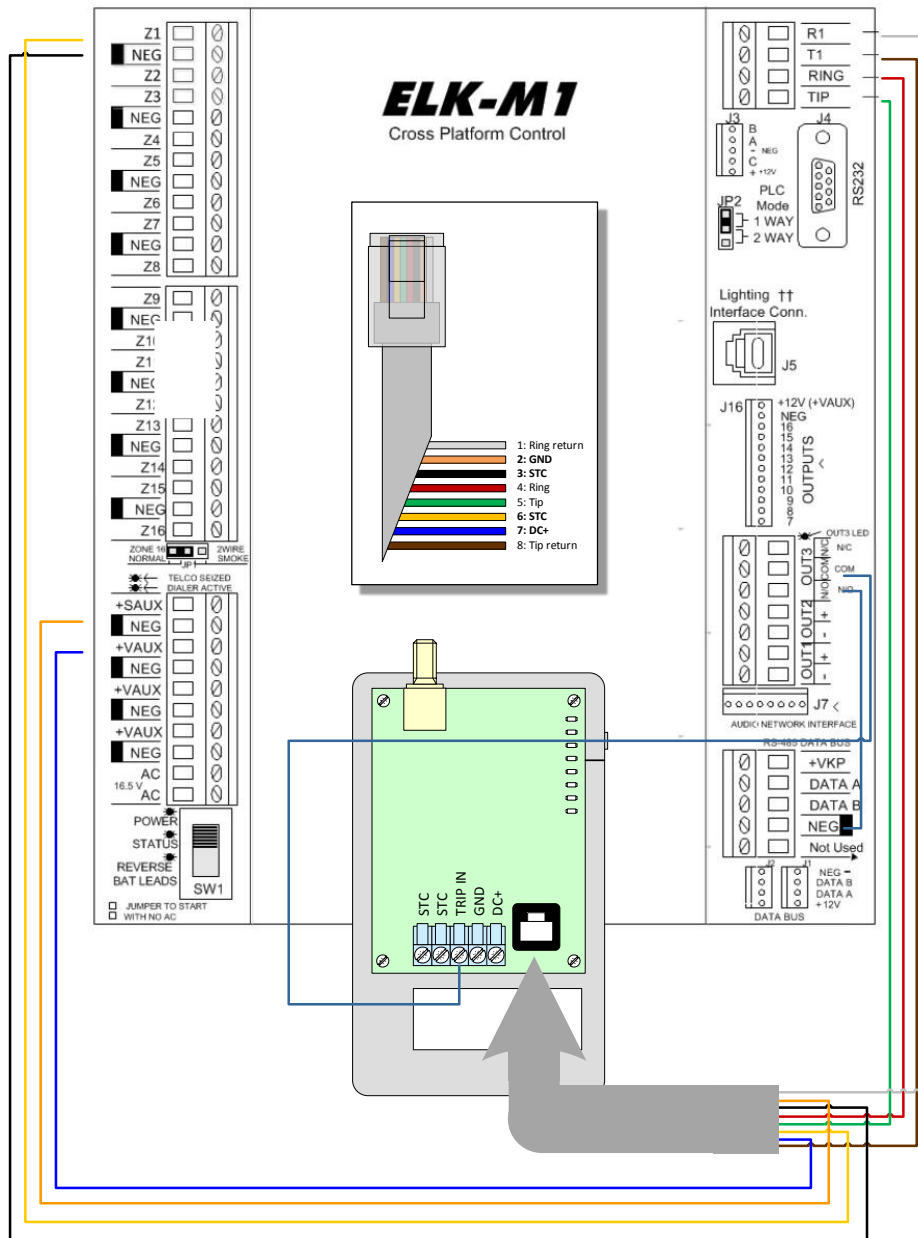 ELK-M1
Cross Platform Control
Z1
NEG
Z2
Z3
NEG
Z4
Z5
NEG
Z6
Z7
NEG
Z8
Z9
NEG
Z10
Z11
NEG
Z12
Z13
NEG
Z14
Z15
NEG
Z16
ZONE 16
NORMAL
JP1
2WIRE
SMOKE
TELCO SEIZED
DIALER ACTIVE
+SAUX
NEG
+VAUX
NEG
+VAUX
NEG
+VAUX
NEG
AC
16.5 V
AC
POWER
STATUS
REVERSE
BAT LEADS
SW1
JUMPER TO START
WITH NO AC
1: Ring return
2: GND
3: STC
4: Ring
5: Tip
6: STC
7: DC+
8: Tip return
STC
STC
TRIP IN
GND
DC+
R1
T1
RING
TIP
J3
B
A
- NEG
C
+ +12V
J4
RS232
JP2
PLC
Mode
1 WAY
2 WAY
Lighting ††
Interface Conn.
J5
J16
+12V (+VAUX)
NEG
16
15
14
13
12
11
10
9
8
7
OUTPUTS <
OUT3 LED
OUT3
N/C
COM
N/O
N/C
COM
N/O
OUT2
+
-
OUT1
+
-
J7 <
AUDIO NETWORK INTERFACE
RS-485 DATA BUS
+VKP
DATA A
DATA B
NEG
Not Used
J2
J1
NEG -
DATA B
DATA A
+12V
DATA BUS